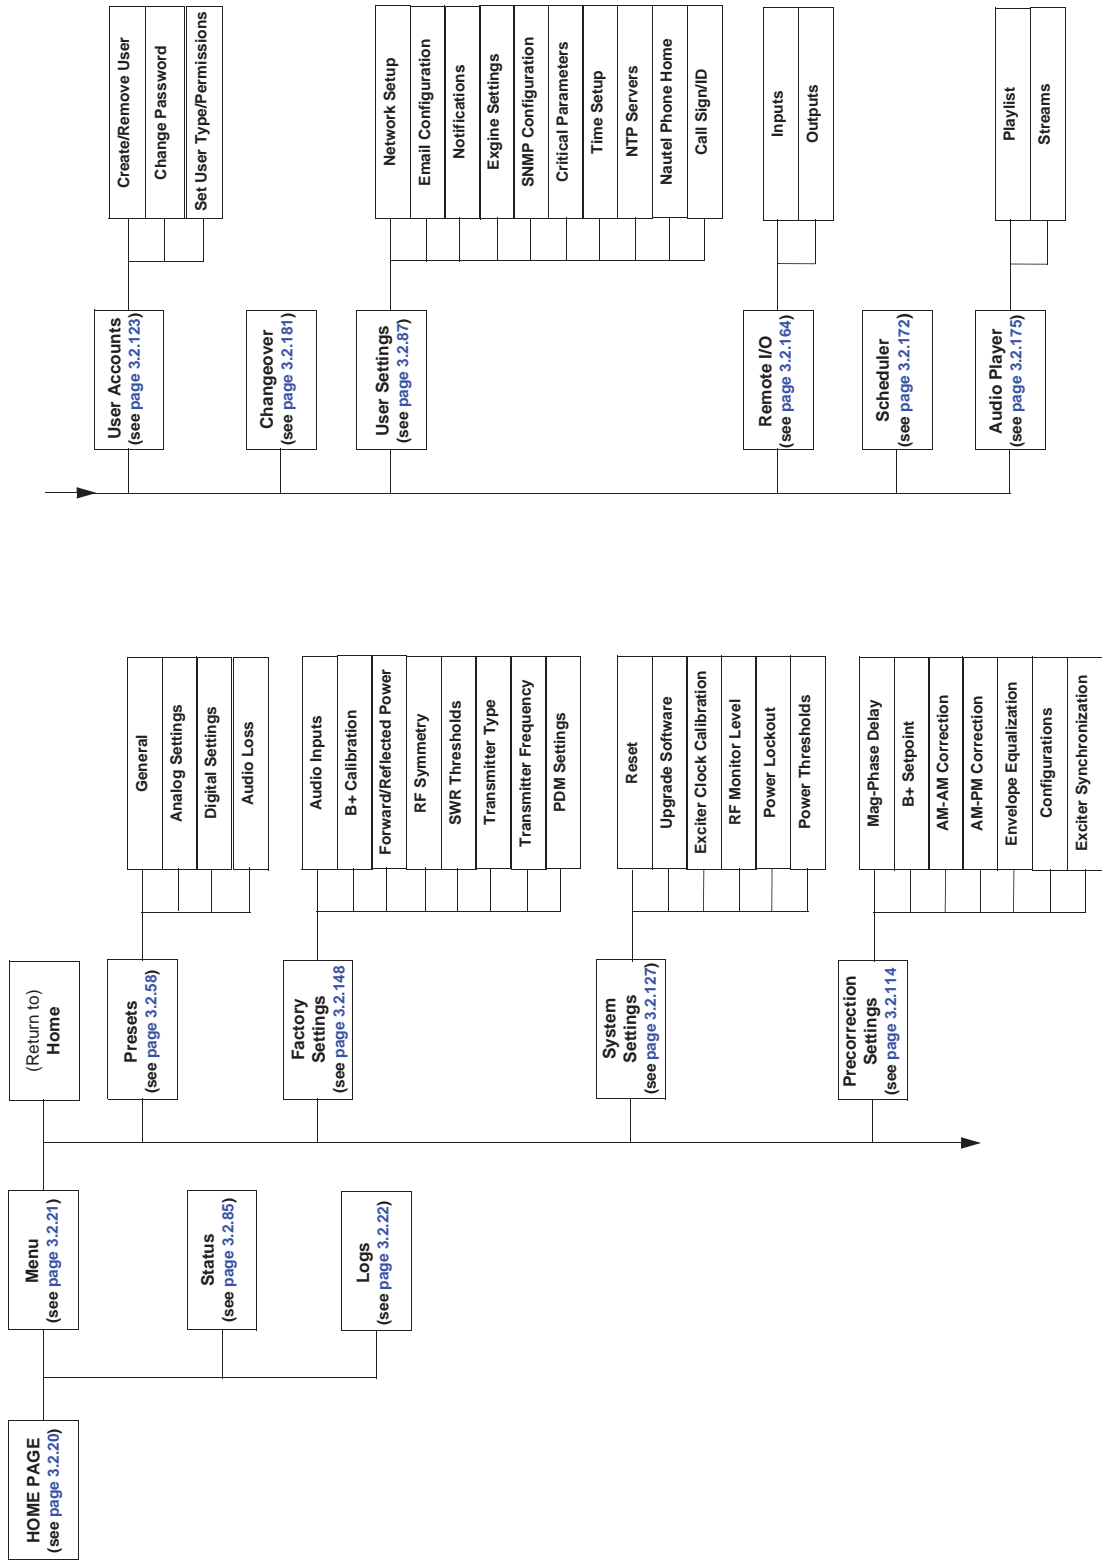 HOME PAGE
(see page 3.2.20)
Menu
(see page 3.2.21)
Status
(see page 3.2.85)
Logs
(see page 3.2.22)
(Return to)
Home
Presets
(see page 3.2.58)
General
Analog Settings
Digital Settings
Audio Loss
Factory
Settings
(see page 3.2.148
Audio Inputs
B+ Calibration
Forward/Reflected Power
RF Symmetry
SWR Thresholds
Transmitter Type
Transmitter Frequency
PDM Settings
System
Settings
(see page 3.2.127)
Reset
Upgrade Software
Exciter Clock Calibration
RF Monitor Level
Power Lockout
Power Thresholds
Precorrection
Settings
(see page 3.2.114
Mag-Phase Delay
B+ Setpoint
AM-AM Correction
AM-PM Correction
Envelope Equalization
Configurations
Exciter Synchronization
User Accounts
(see page 3.2.123)
Create/Remove User
Change Password
Set User Type/Permissions
Changeover
(see page 3.2.181)
User Settings
(see page 3.2.87)
Network Setup
Email Configuration
Notifications
Exgine Settings
SNMP Configuration
Critical Parameters
Time Setup
NTP Servers
Nautel Phone Home
Call Sign/ID
Remote I/O
(see page 3.2.164)
Inputs
Outputs
Scheduler
(see page 3.2.172)
Audio Player
(see page 3.2.175)
Playlist
Streams